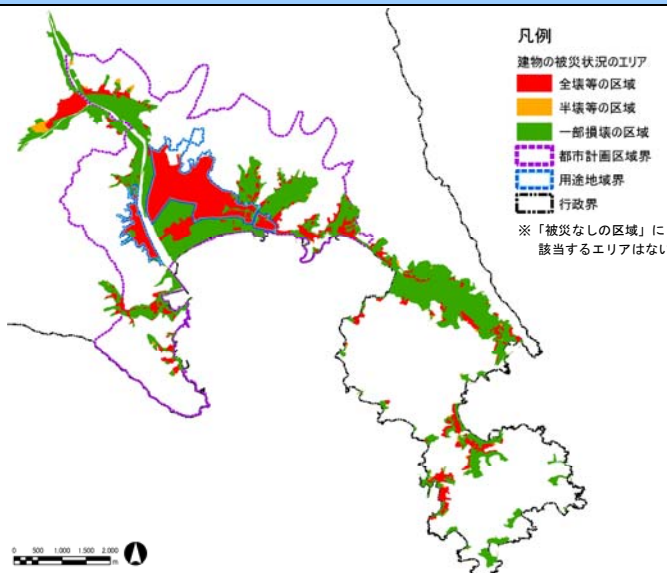 凡例
建物の被災状況のエリア
全壊等の区域
半壊等の区域
一部損壊の区域
都市計画区域界
用途地域界
行政界
※「被災なしの区域」に
該当するエリアはない
0 500 1,000 1,500 2,000
m